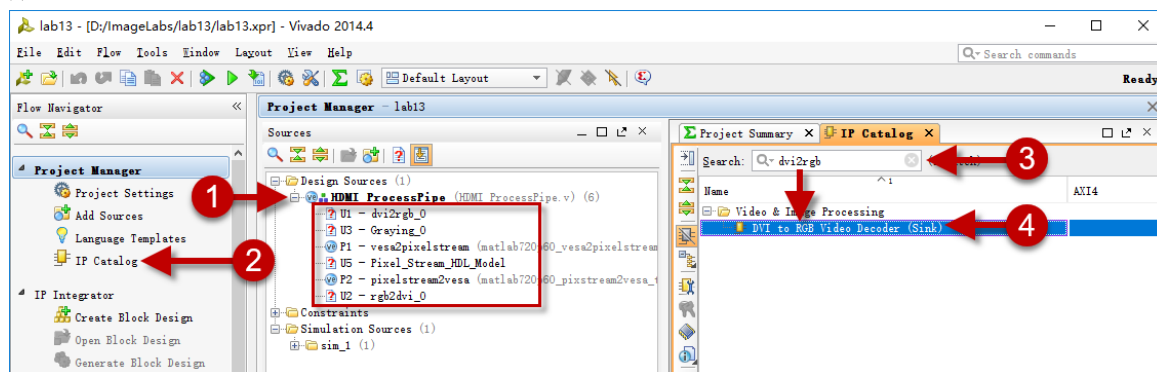 lab13 - [D:/ImageLabs/lab13/lab13.xpr] - Vivado 2014.4
File Edit Flow Tools Window Layout View Help
Search commands
Default Layout
Ready
Flow Navigator
Project Manager - lab13
Project Manager
Project Settings
Add Sources
Language Templates
IP Catalog
IP Integrator
Create Block Design
Open Block Design
Generate Block Design
Sources
Design Sources (1)
HDMI_ProcessPipe (HDMI_ProcessPipe.v) (6)
U1 - dvi2rgb_0
U3 - Graying_0
P1 - vesa2pixelstream (matlab720p60_vesa2pixelstream
U5 - Pixel_Stream_HDL_Model
P2 - pixelstream2vesa (matlab720p60_pixstream2vesa_t
U2 - rgb2dvi_0
Constraints
Simulation Sources (1)
sim_1 (1)
Project Summary
IP Catalog
Search: dvi2rgb
Name
1
AXI4
Video & Image Processing
DVI to RGB Video Decoder (Sink)
1
2
3
4